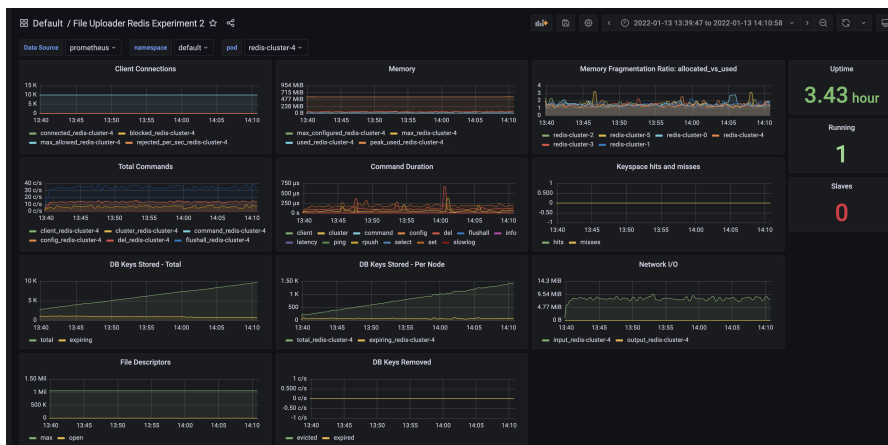 Default / File Uploader Redis Experiment 2
2022-01-13 13:39:47 to 2022-01-13 14:10:58
Data Source prometheus namespace default pod redis-cluster-4
Client Connections
15 K
10 K
5 K
0
13:40 13:45 13:50 13:55 14:00 14:05 14:10
connected_redis-cluster-4 blocked_redis-cluster-4
max_allowed_redis-cluster-4 rejected_per_sec_redis-cluster-4
Memory
954 MiB
715 MiB
477 MiB
238 MiB
0 B
13:40 13:45 13:50 13:55 14:00 14:05 14:10
max_configured_redis-cluster-4 max_redis-cluster-4
used_redis-cluster-4 peak_used_redis-cluster-4
Memory Fragmentation Ratio: allocated_vs_used
4
3
2
1
0
13:40 13:45 13:50 13:55 14:00 14:05 14:10
redis-cluster-2 redis-cluster-5 redis-cluster-0 redis-cluster-4
redis-cluster-3 redis-cluster-1
Uptime
3.43 hour
Running
1
Slaves
0
Total Commands
40 c/s
30 c/s
20 c/s
10 c/s
0 c/s
13:40 13:45 13:50 13:55 14:00 14:05 14:10
client_redis-cluster-4 cluster_redis-cluster-4 command_redis-cluster-4
config_redis-cluster-4 del_redis-cluster-4 flushall_redis-cluster-4
Command Duration
750 µs
500 µs
250 µs
0 s
13:40 13:45 13:50 13:55 14:00 14:05 14:10
client cluster command config del flushall info
latency ping rpush select set slowlog
Keyspace hits and misses
1
0.500
0
-0.50
-1
13:40 13:45 13:50 13:55 14:00 14:05 14:10
hits misses
DB Keys Stored - Total
10 K
5 K
0
13:40 13:45 13:50 13:55 14:00 14:05 14:10
total expiring
DB Keys Stored - Per Node
1.50 K
1 K
500
0
13:40 13:45 13:50 13:55 14:00 14:05 14:10
total_redis-cluster-4 expiring_redis-cluster-4
Network I/O
14.3 MiB
9.54 MiB
4.77 MiB
0 B
13:40 13:45 13:50 13:55 14:00 14:05 14:10
input_redis-cluster-4 output_redis-cluster-4
File Descriptors
1.50 Mil
1 Mil
500 K
0
13:40 13:45 13:50 13:55 14:00 14:05 14:10
max open
DB Keys Removed
1 c/s
0.500 c/s
0 c/s
-0.50 c/s
-1 c/s
13:40 13:45 13:50 13:55 14:00 14:05 14:10
evicted expired